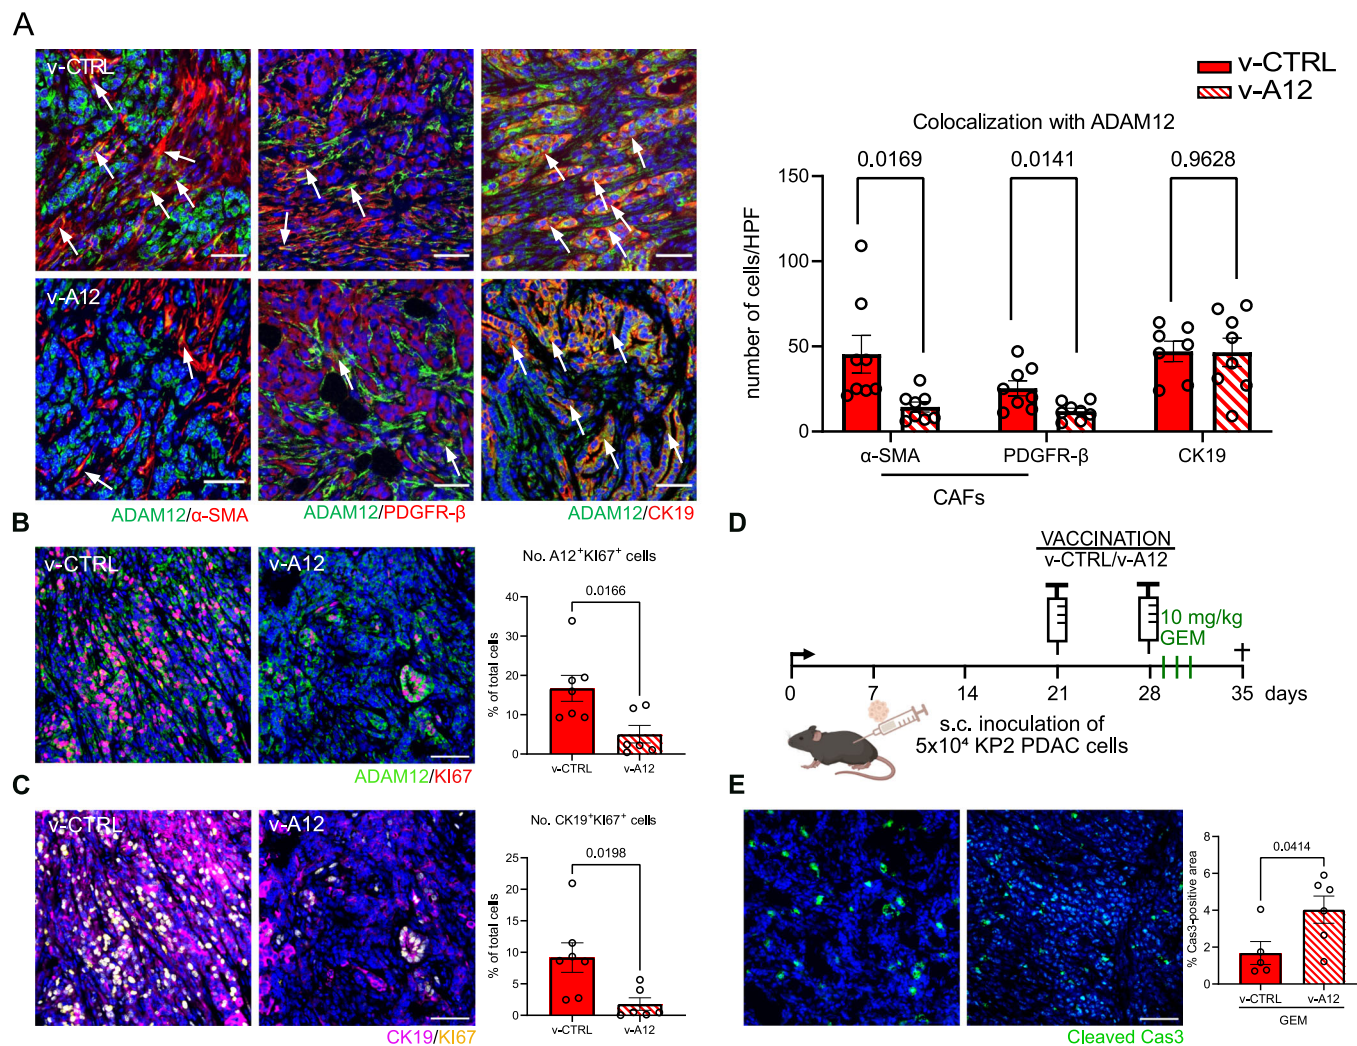 A
v-CTRL
v-A12
ADAM12/α-SMA
ADAM12/PDGFR-β
ADAM12/CK19
v-CTRL
v-A12
Colocalization with ADAM12
0.0169
0.0141
0.9628
number of cells/HPF
150
100
50
0
α-SMA
PDGFR-β
CK19
CAFs
B
v-CTRL
v-A12
ADAM12/KI67
No. A12⁺KI67⁺ cells
0.0166
% of total cells
40
30
20
10
0
v-CTRL
v-A12
C
v-CTRL
v-A12
CK19/KI67
No. CK19⁺KI67⁺ cells
0.0198
% of total cells
25
20
15
10
5
0
v-CTRL
v-A12
D
VACCINATION
v-CTRL/v-A12
10 mg/kg
GEM
0
7
14
21
28
35
days
s.c. inoculation of
5x10⁴ KP2 PDAC cells
E
Cleaved Cas3
0.0414
% Cas3-positive area
8
6
4
2
0
v-CTRL
v-A12
GEM